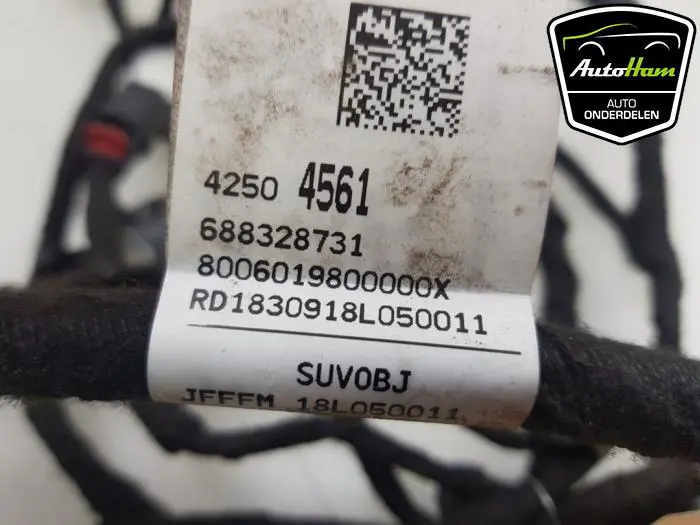 AutoHam
AUTO
ONDERDELEN
4250 4561
688328731
8006019800000X
RD1830918L050011
SUV0BJ
JFFFM 18L050011